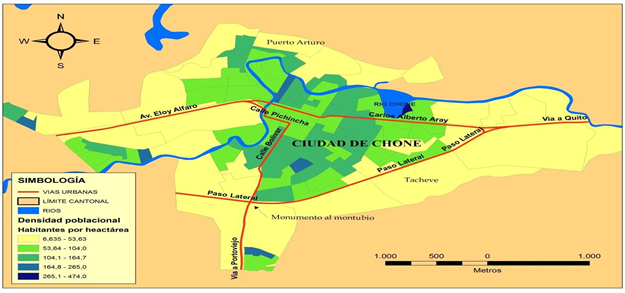 N
W E
S
Puerto Arturo
Av. Eloy Alfaro
Calle Pichincha
RIO CHONE
Carlos Alberto Aray
Via a Quito
Calle Bolivar
CIUDAD DE CHONE
Paso Lateral
Paso Lateral
Tacheve
Paso Lateral
Monumento al montubio
Via a Portoviejo
SIMBOLOGÍA
VIAS URBANAS
LÍMITE CANTONAL
RIOS
Densidad poblacional
Habitantes por heactárea
6,635 - 53,63
53,64 - 104,0
104,1 - 164,7
164,8 - 265,0
265,1 - 474,0
1.000 500 0 1.000
Metros